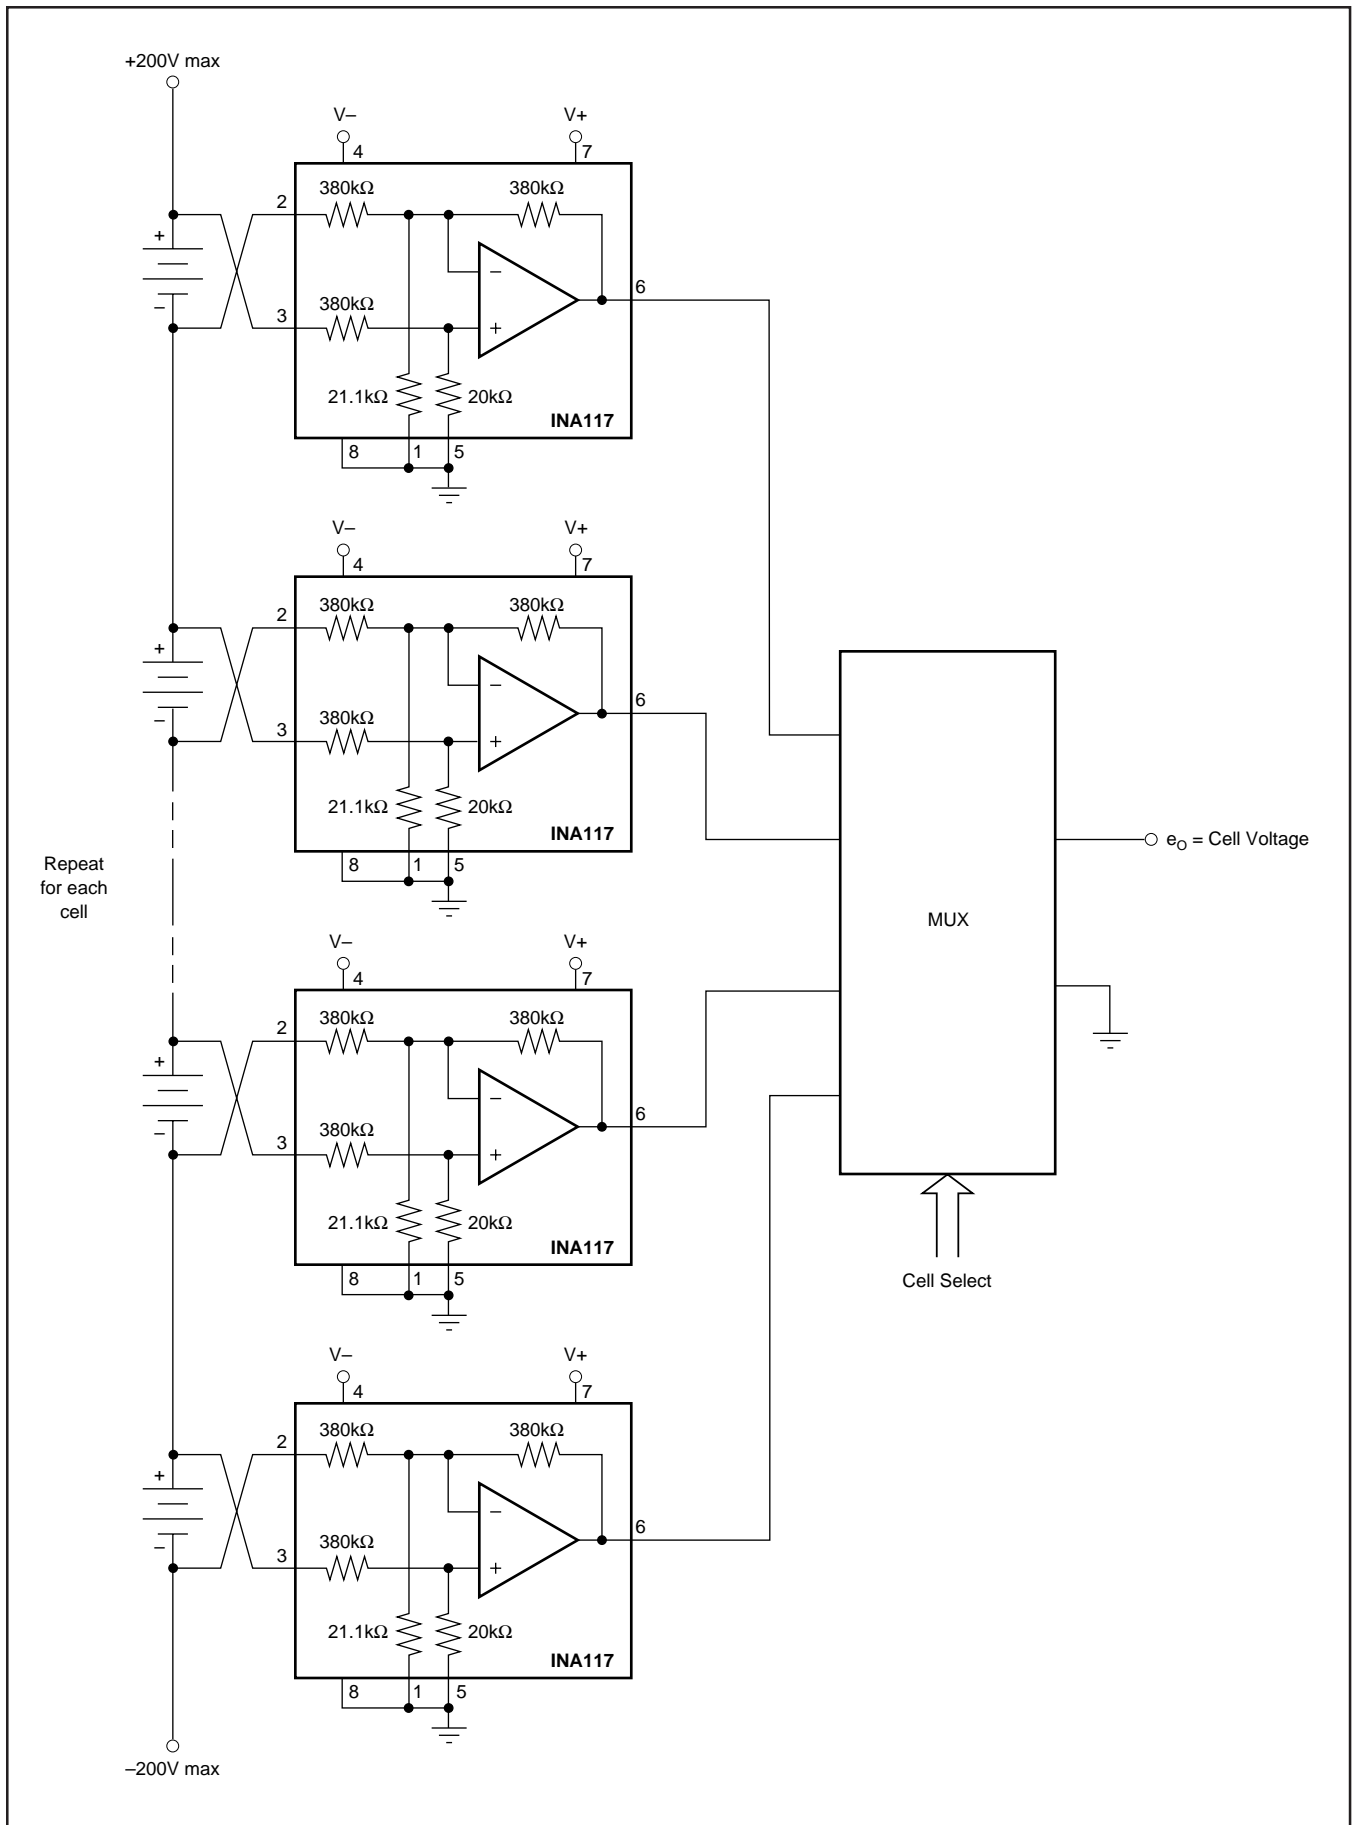 +200V max
V–
V+
4
7
380kΩ
380kΩ
2
+
–
–
6
380kΩ
3
+
21.1kΩ
20kΩ
INA117
8
1
5
V–
V+
4
7
380kΩ
380kΩ
2
+
–
–
6
380kΩ
3
+
21.1kΩ
20kΩ
INA117
8
1
5
Repeat
for each
cell
MUX
eO = Cell Voltage
Cell Select
V–
V+
4
7
380kΩ
380kΩ
2
+
–
–
6
380kΩ
3
+
21.1kΩ
20kΩ
INA117
8
1
5
V–
V+
4
7
380kΩ
380kΩ
2
+
–
–
6
380kΩ
3
+
21.1kΩ
20kΩ
INA117
8
1
5
–200V max